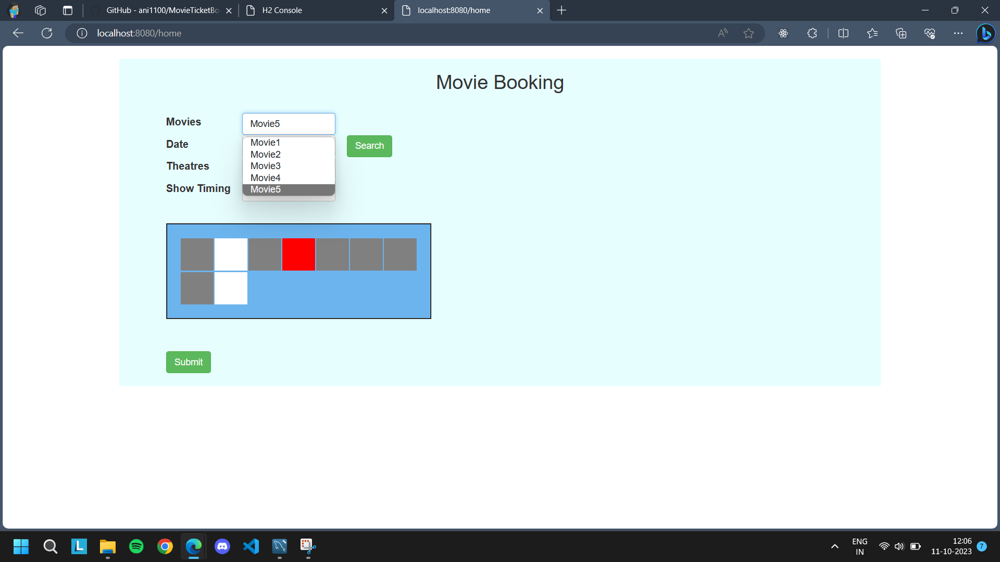 GitHub - ani1100/MovieTicketBo
H2 Console
localhost:8080/home
localhost:8080/home
Movie Booking
Movies
Movie5
Movie1
Date
Search
Movie2
Theatres
Movie3
Movie4
Show Timing
Movie5
Submit
ENG
IN
12:06
11-10-2023
7